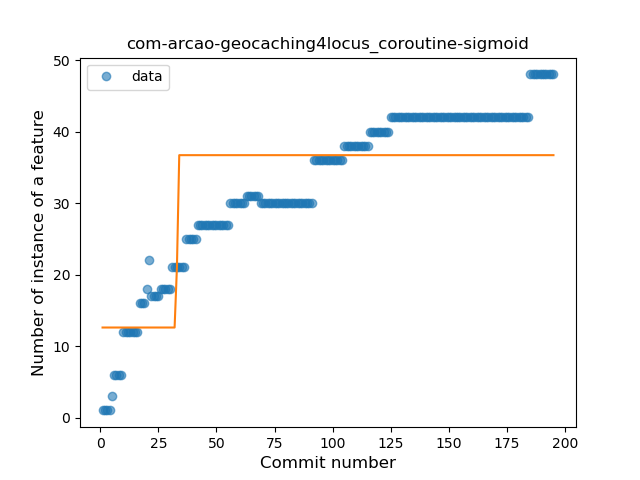 com-arcao-geocaching4locus_coroutine-sigmoid
data
Number of instance of a feature
50
40
30
20
10
0
0 25 50 75 100 125 150 175 200
Commit number